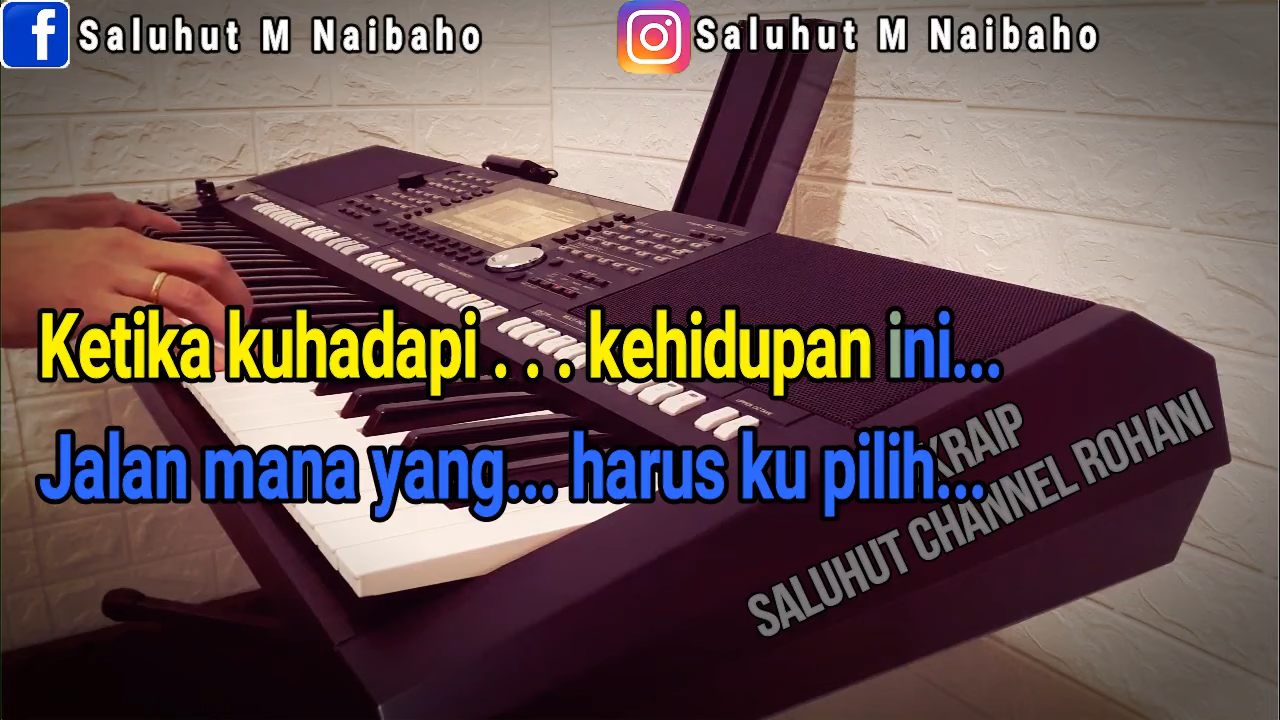 Saluhut M Naibaho
Saluhut M Naibaho
Ketika kuhadapi . . . kehidupan ini...
Jalan mana yang... harus ku pilih...
KRAIP
SALUHUT CHANNEL ROHANI